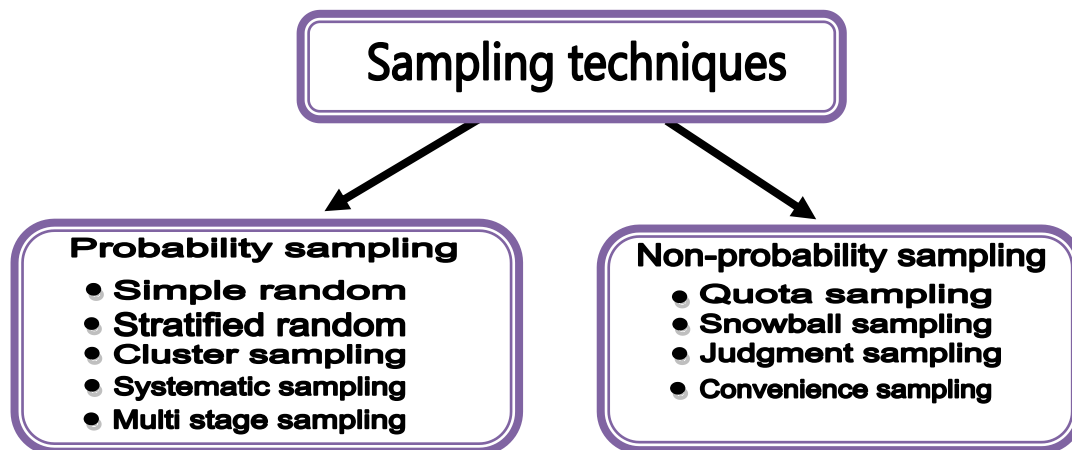 Sampling techniques
Probability sampling
• Simple random
• Stratified random
• Cluster sampling
• Systematic sampling
• Multi stage sampling
Non-probability sampling
• Quota sampling
• Snowball sampling
• Judgment sampling
• Convenience sampling